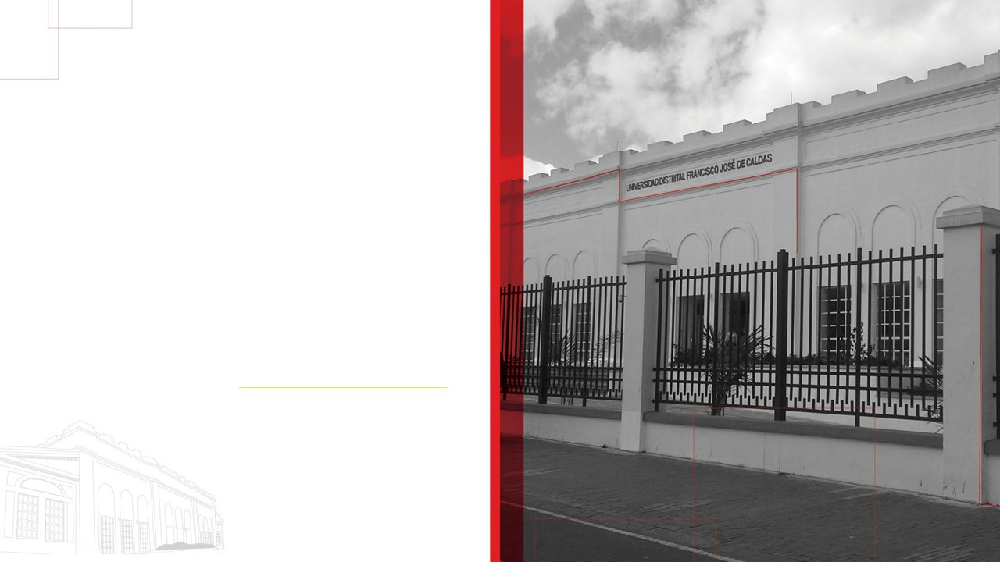 UNIVERSIDAD DISTRITAL FRANCISCO JOSÉ DE CALDAS